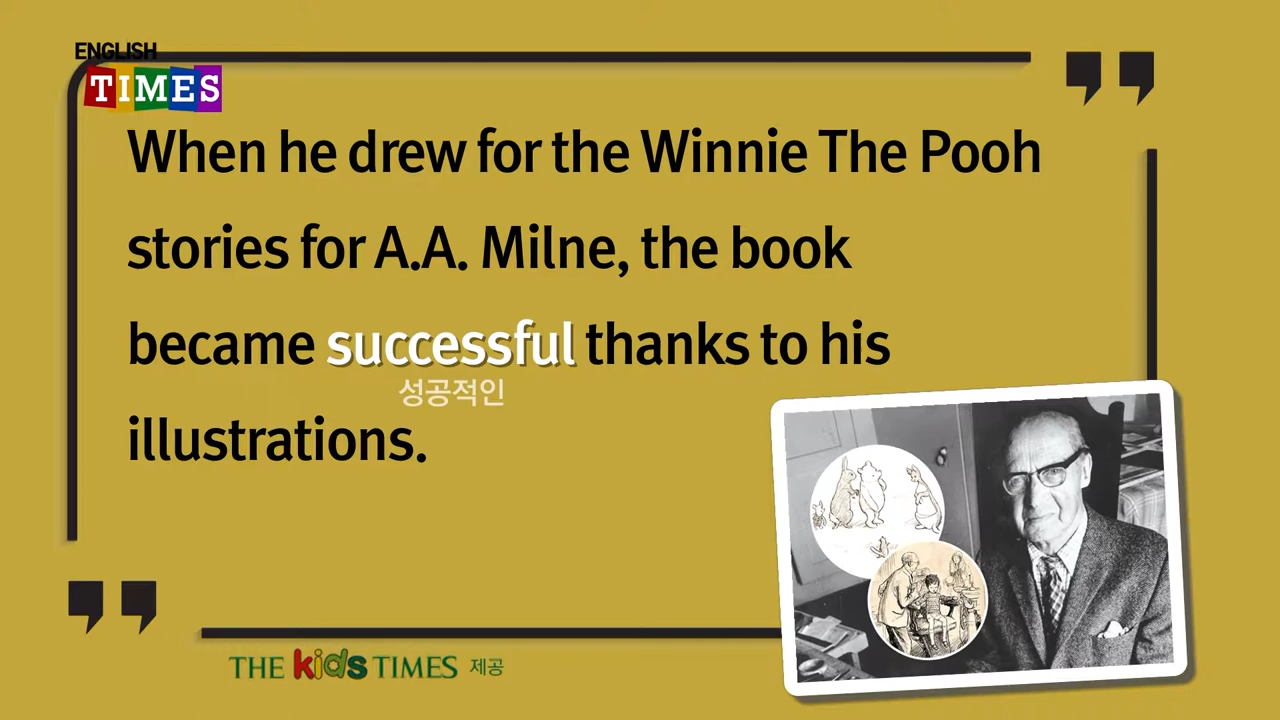 ENGLISH
TIMES
When he drew for the Winnie The Pooh
stories for A.A. Milne, the book
became successful thanks to his
성공적인
illustrations.
THE kids TIMES 제공